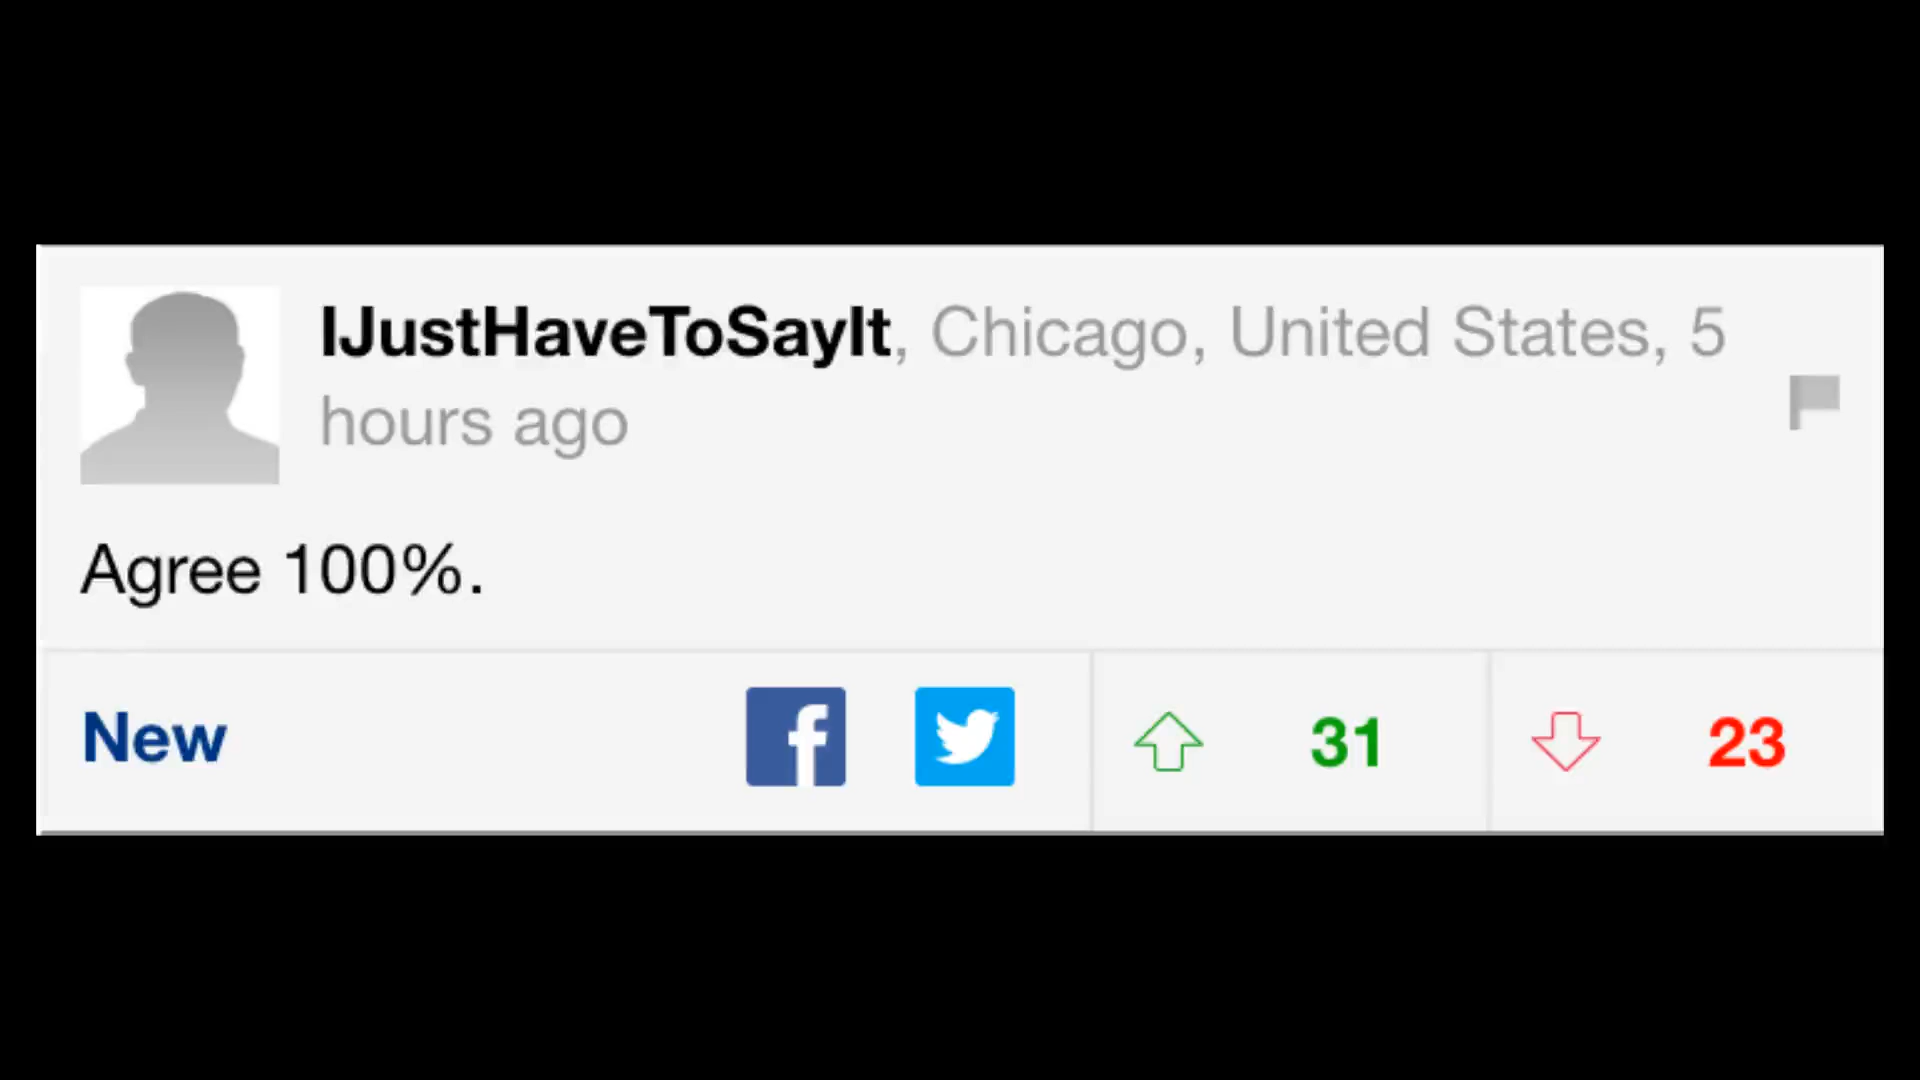 IJustHaveToSayIt, Chicago, United States, 5
hours ago
Agree 100%.
New
31
23